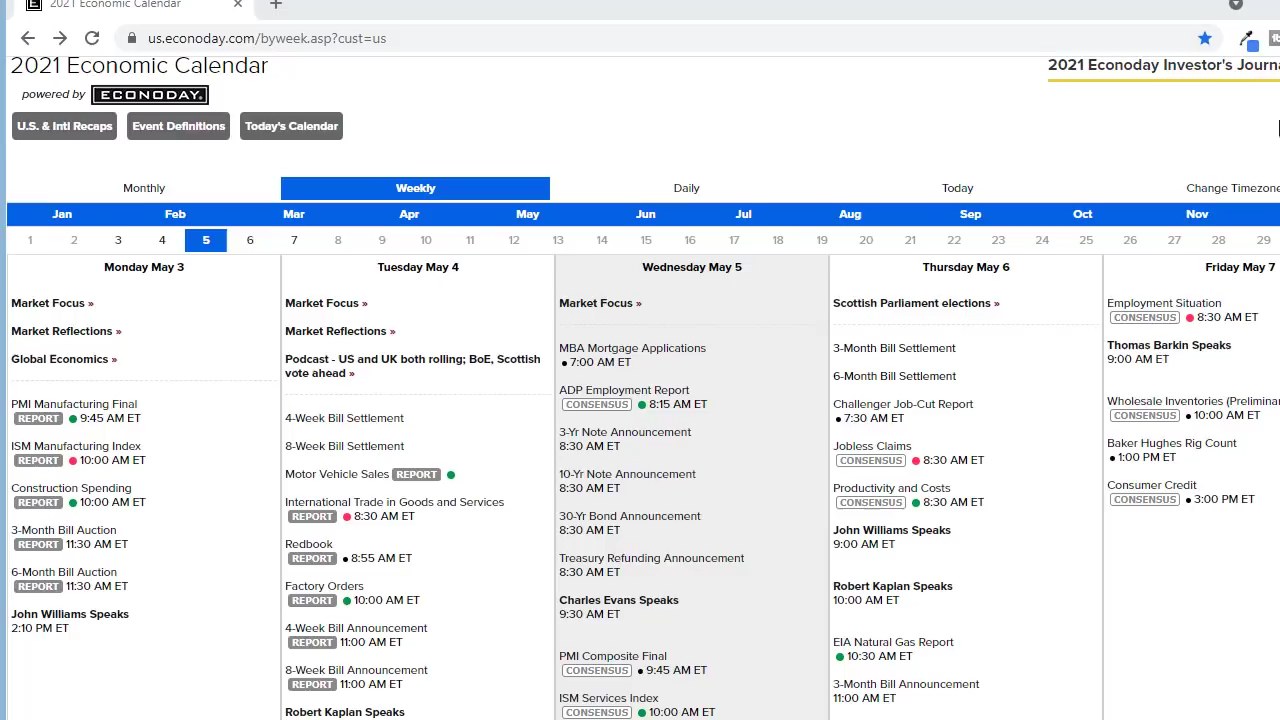 2021 Economic Calendar
us.econoday.com/byweek.asp?cust=us
2021 Economic Calendar
2021 Econoday Investor's Journa
powered by ECONODAY.
U.S. & Intl Recaps Event Definitions Today's Calendar
Monthly Weekly Daily Today Change Timezone
Jan Feb Mar Apr May Jun Jul Aug Sep Oct Nov
1 2 3 4 5 6 7 8 9 10 11 12 13 14 15 16 17 18 19 20 21 22 23 24 25 26 27 28 29
Monday May 3
Market Focus »
Market Reflections »
Global Economics »
PMI Manufacturing Final
REPORT 9:45 AM ET
ISM Manufacturing Index
REPORT 10:00 AM ET
Construction Spending
REPORT 10:00 AM ET
3-Month Bill Auction
REPORT 11:30 AM ET
6-Month Bill Auction
REPORT 11:30 AM ET
John Williams Speaks
2:10 PM ET
Tuesday May 4
Market Focus »
Market Reflections »
Podcast - US and UK both rolling; BoE, Scottish
vote ahead »
4-Week Bill Settlement
8-Week Bill Settlement
Motor Vehicle Sales REPORT
International Trade in Goods and Services
REPORT 8:30 AM ET
Redbook
REPORT 8:55 AM ET
Factory Orders
REPORT 10:00 AM ET
4-Week Bill Announcement
REPORT 11:00 AM ET
8-Week Bill Announcement
REPORT 11:00 AM ET
Robert Kaplan Speaks
Wednesday May 5
Market Focus »
MBA Mortgage Applications
7:00 AM ET
ADP Employment Report
CONSENSUS 8:15 AM ET
3-Yr Note Announcement
8:30 AM ET
10-Yr Note Announcement
8:30 AM ET
30-Yr Bond Announcement
8:30 AM ET
Treasury Refunding Announcement
8:30 AM ET
Charles Evans Speaks
9:30 AM ET
PMI Composite Final
CONSENSUS 9:45 AM ET
ISM Services Index
CONSENSUS 10:00 AM ET
Thursday May 6
Scottish Parliament elections »
3-Month Bill Settlement
6-Month Bill Settlement
Challenger Job-Cut Report
7:30 AM ET
Jobless Claims
CONSENSUS 8:30 AM ET
Productivity and Costs
CONSENSUS 8:30 AM ET
John Williams Speaks
9:00 AM ET
Robert Kaplan Speaks
10:00 AM ET
EIA Natural Gas Report
10:30 AM ET
3-Month Bill Announcement
11:00 AM ET
Friday May 7
Employment Situation
CONSENSUS 8:30 AM ET
Thomas Barkin Speaks
9:00 AM ET
Wholesale Inventories (Prelimina
CONSENSUS 10:00 AM ET
Baker Hughes Rig Count
1:00 PM ET
Consumer Credit
CONSENSUS 3:00 PM ET